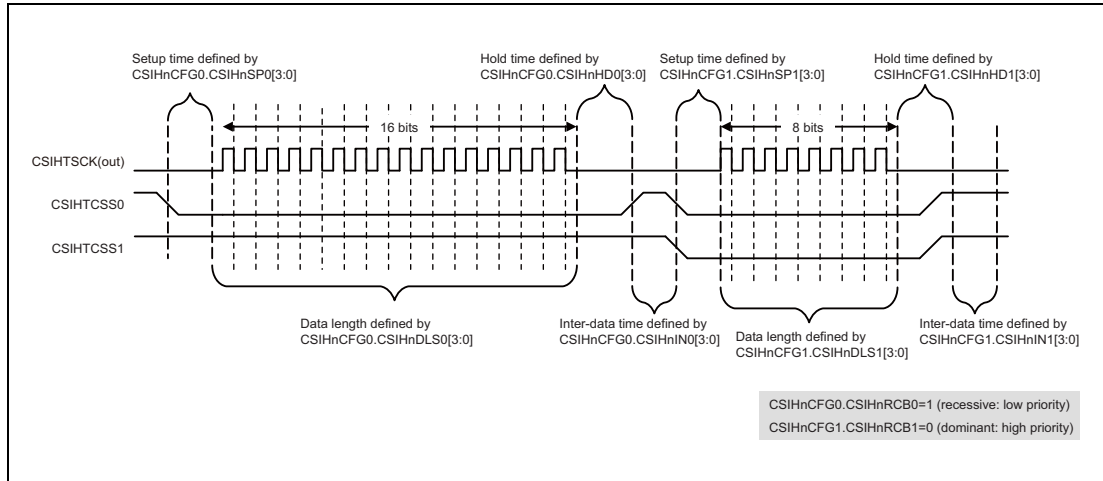 Setup time defined by
CSIHnCFG0.CSIHnSP0[3:0]
Hold time defined by
CSIHnCFG0.CSIHnHD0[3:0]
Setup time defined by
CSIHnCFG1.CSIHnSP1[3:0]
Hold time defined by
CSIHnCFG1.CSIHnHD1[3:0]
16 bits
8 bits
CSIHTSCK(out)
CSIHTCSS0
CSIHTCSS1
Data length defined by
CSIHnCFG0.CSIHnDLS0[3:0]
Inter-data time defined by
CSIHnCFG0.CSIHnIN0[3:0]
Data length defined by
CSIHnCFG1.CSIHnDLS1[3:0]
Inter-data time defined by
CSIHnCFG1.CSIHnIN1[3:0]
CSIHnCFG0.CSIHnRCB0=1 (recessive: low priority)
CSIHnCFG1.CSIHnRCB1=0 (dominant: high priority)